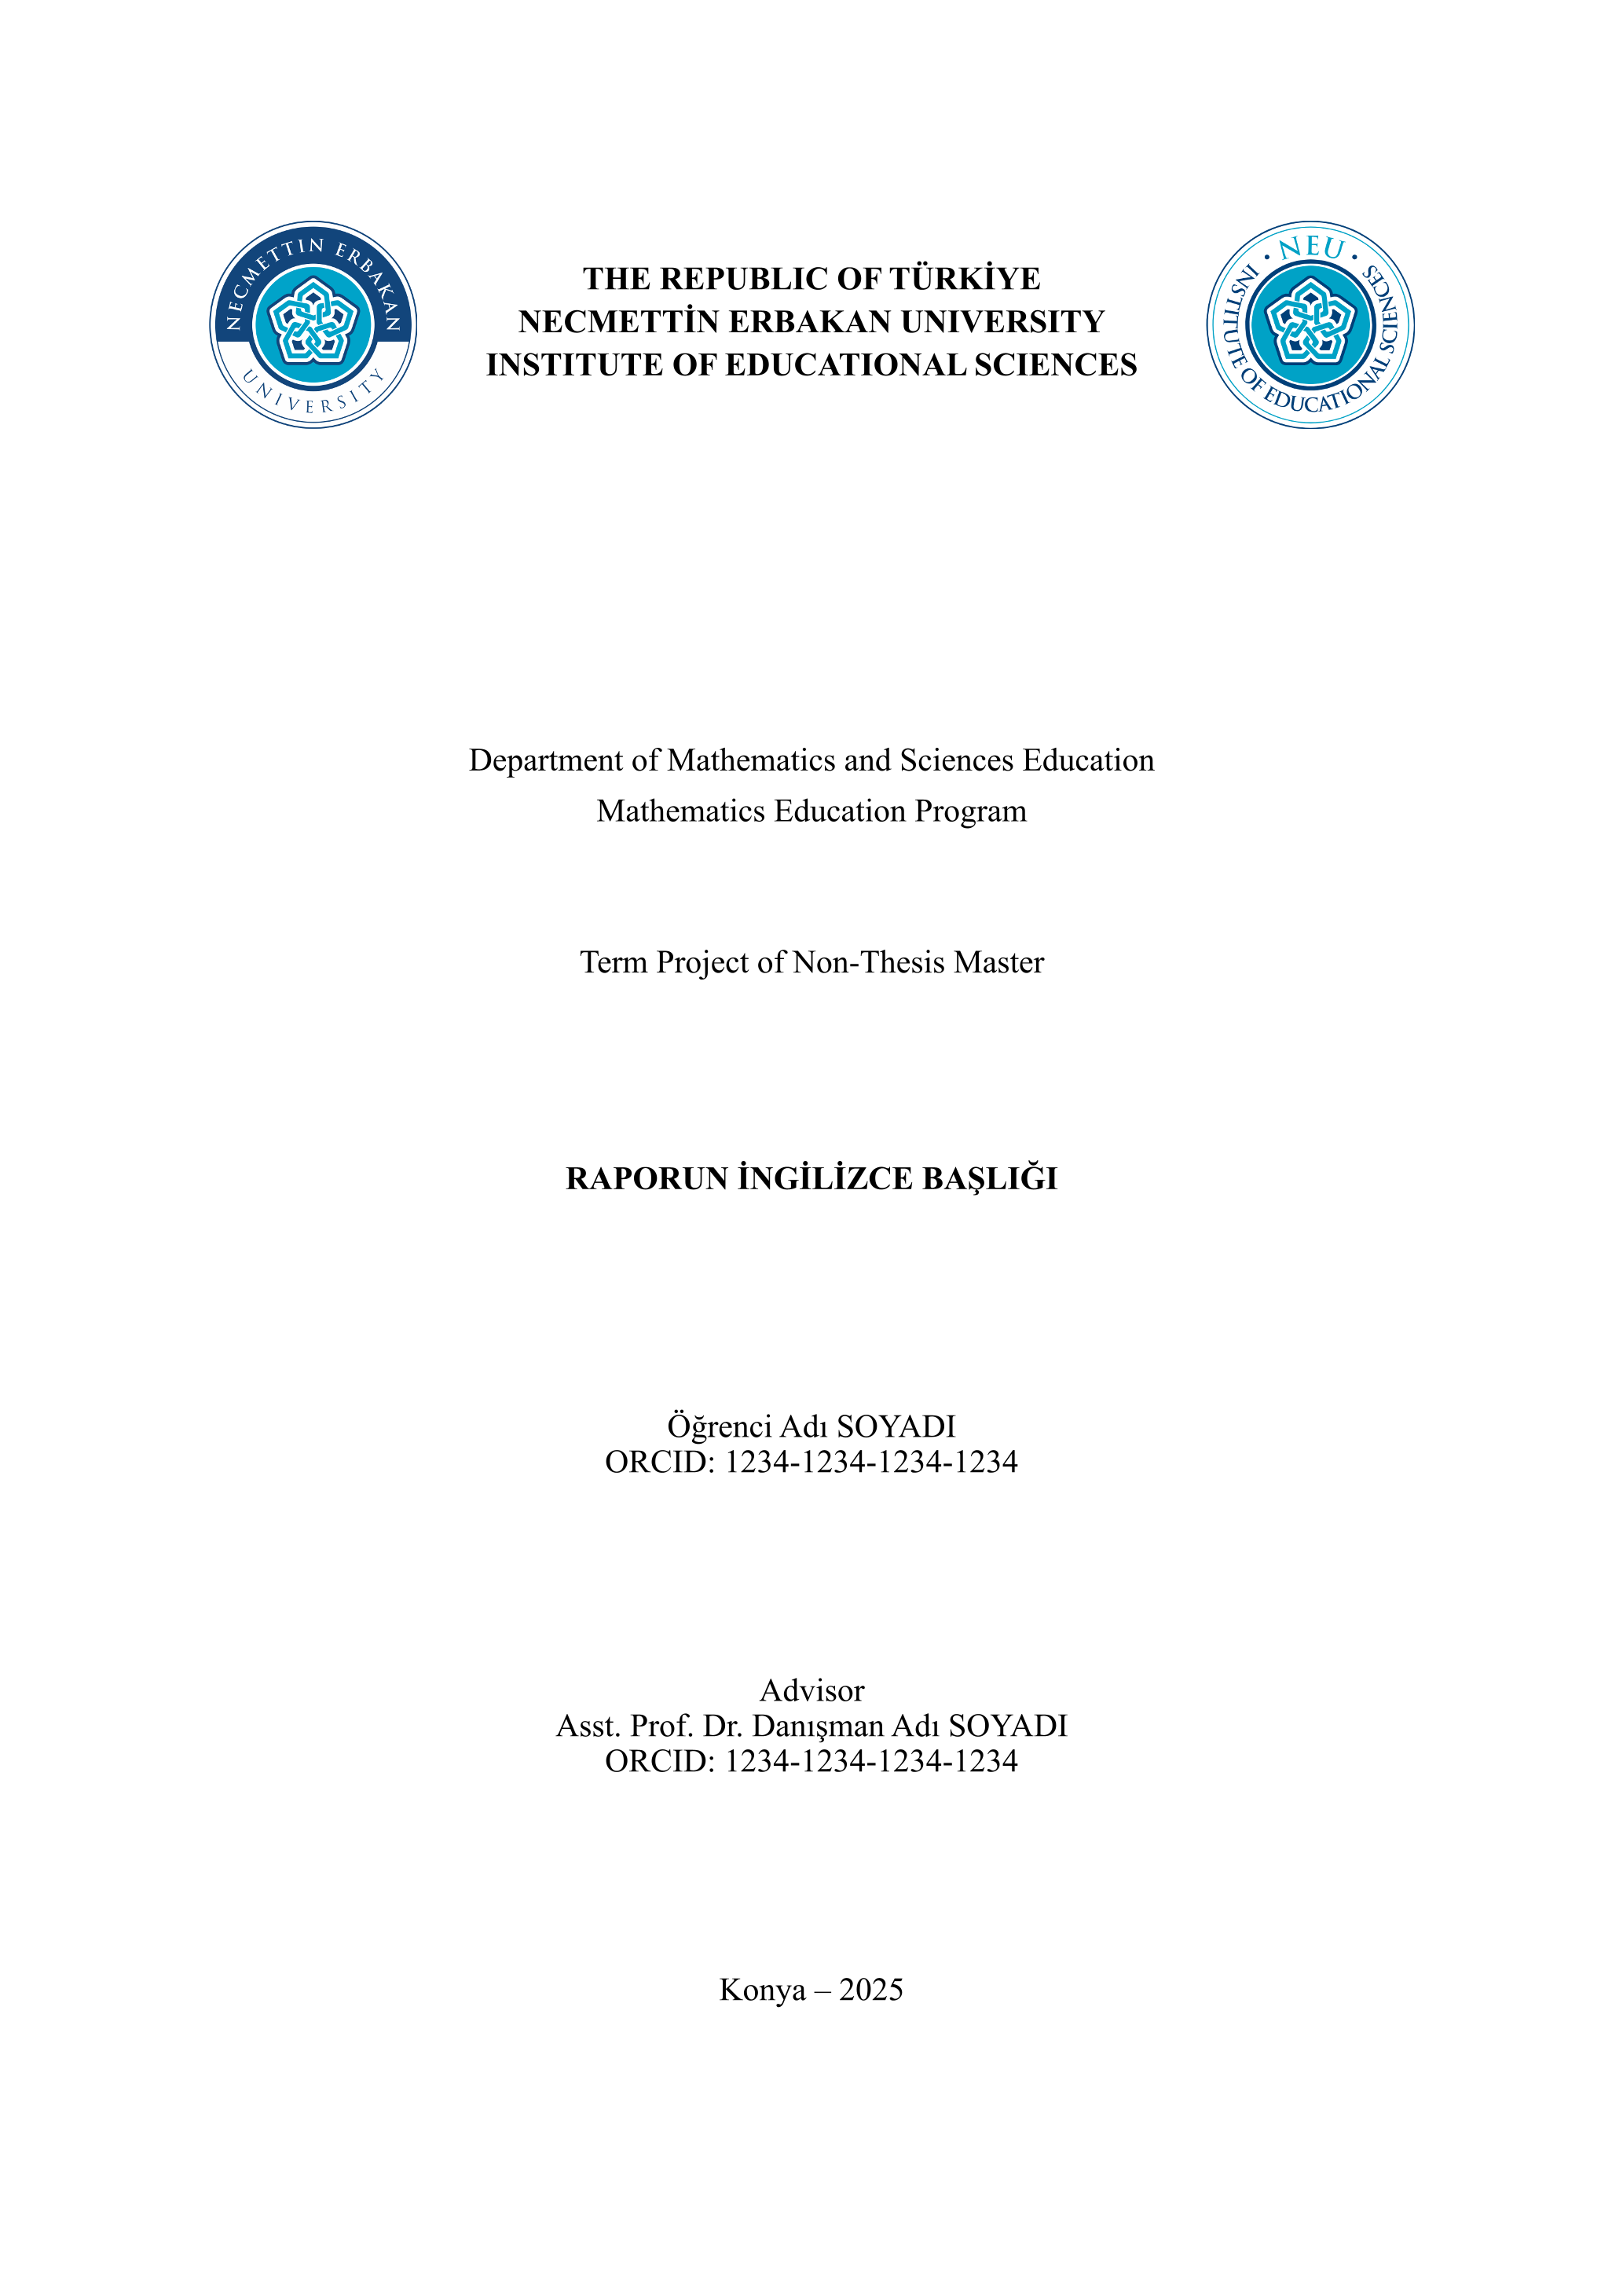 NECMETTIN ERBAKAN
UNIVERSITY
THE REPUBLIC OF TÜRKİYE
NECMETTİN ERBAKAN UNIVERSITY
INSTITUTE OF EDUCATIONAL SCIENCES
• NEU •
INSTITUTE OF EDUCATIONAL SCIENCES
Department of Mathematics and Sciences Education
Mathematics Education Program
Term Project of Non-Thesis Master
RAPORUN İNGİLİZCE BAŞLIĞI
Öğrenci Adı SOYADI
ORCID: 1234-1234-1234-1234
Advisor
Asst. Prof. Dr. Danışman Adı SOYADI
ORCID: 1234-1234-1234-1234
Konya – 2025